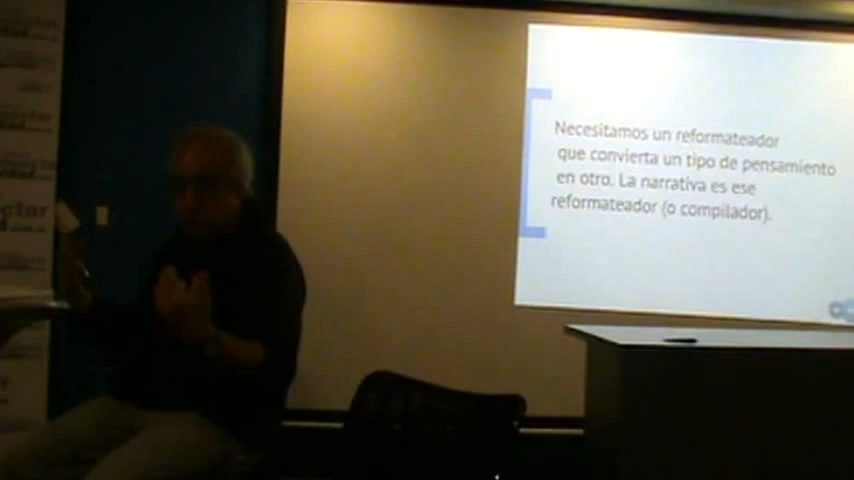 Necesitamos un reformateador
que convierta un tipo de pensamiento
en otro. La narrativa es ese
reformateador (o compilador).